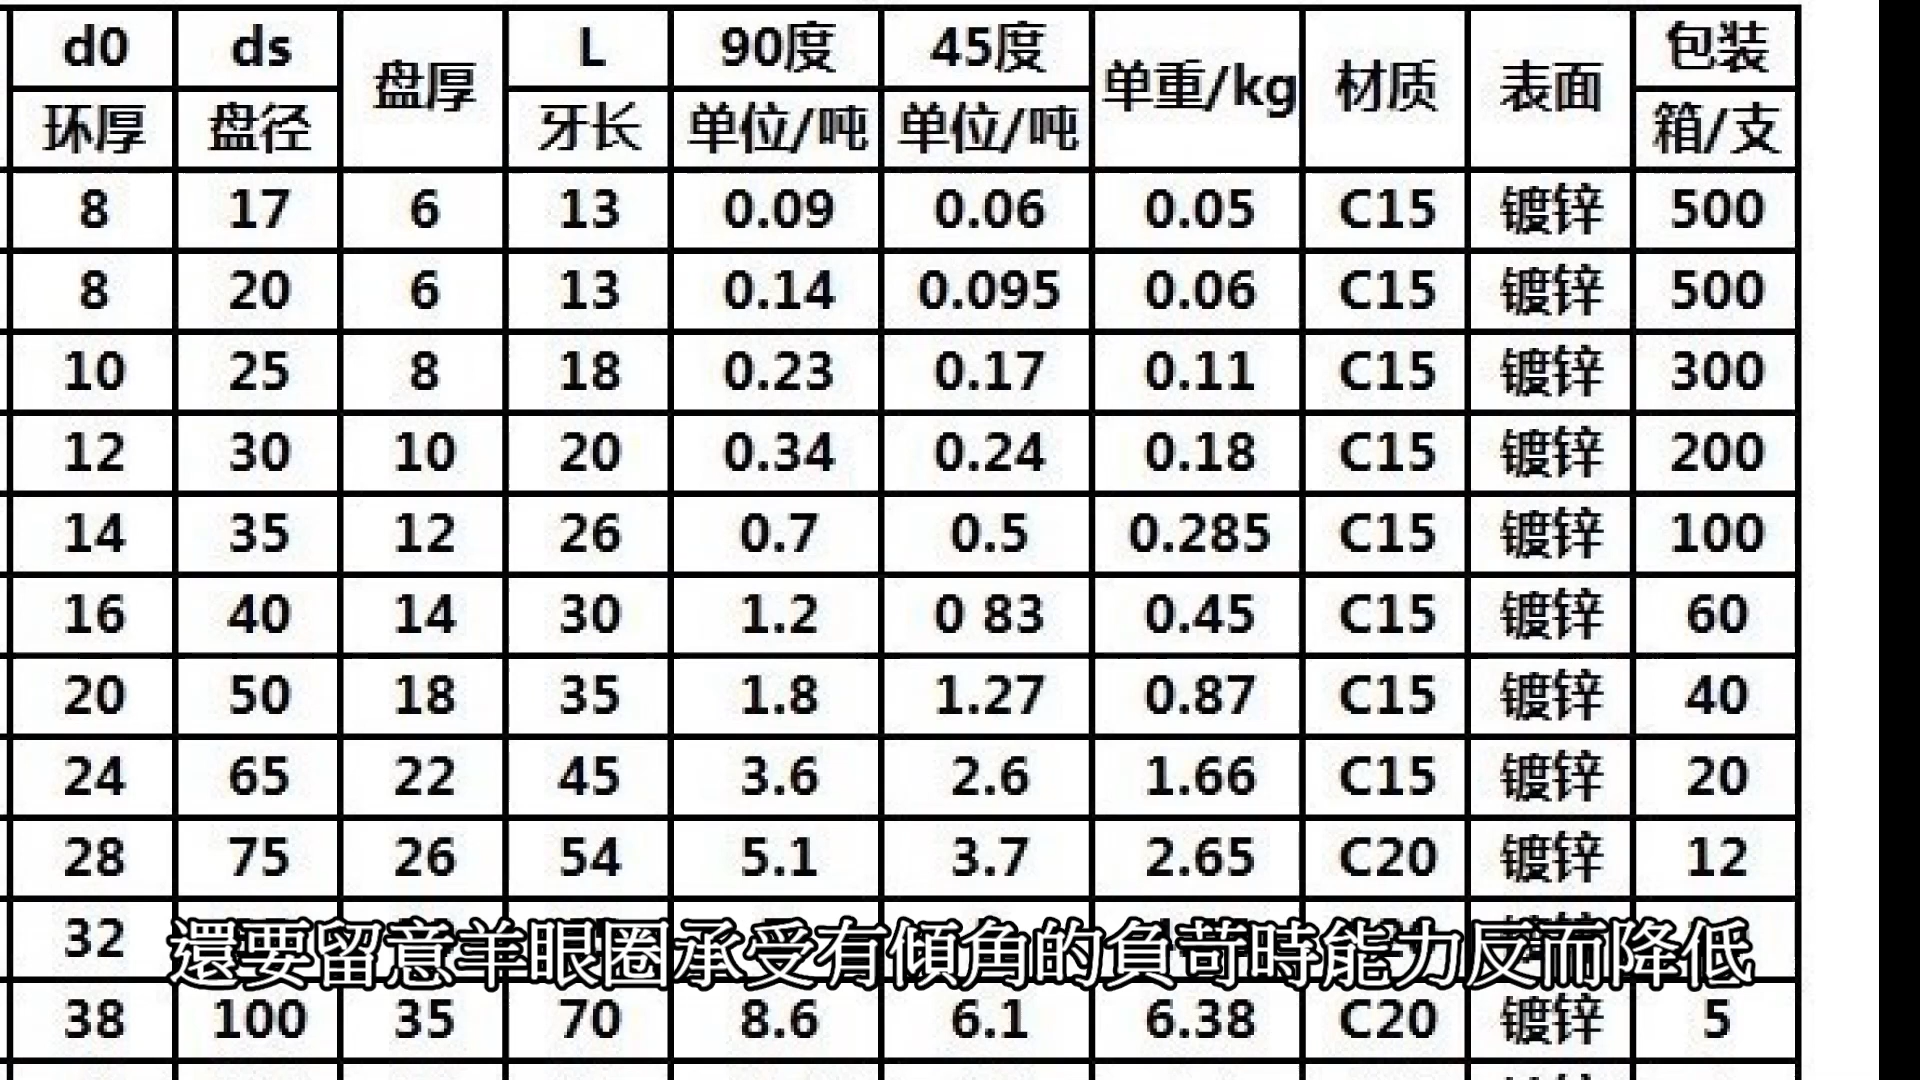 d0 ds 盘厚 L 90度 45度 单重/kg 材质 表面 包装
环厚 盘径 牙长 单位/吨 单位/吨 箱/支
8 17 6 13 0.09 0.06 0.05 C15 镀锌 500
8 20 6 13 0.14 0.095 0.06 C15 镀锌 500
10 25 8 18 0.23 0.17 0.11 C15 镀锌 300
12 30 10 20 0.34 0.24 0.18 C15 镀锌 200
14 35 12 26 0.7 0.5 0.285 C15 镀锌 100
16 40 14 30 1.2 0 83 0.45 C15 镀锌 60
20 50 18 35 1.8 1.27 0.87 C15 镀锌 40
24 65 22 45 3.6 2.6 1.66 C15 镀锌 20
28 75 26 54 5.1 3.7 2.65 C20 镀锌 12
32
還要留意羊眼圈承受有傾角的負苛時能力反而降低
38 100 35 70 8.6 6.1 6.38 C20 镀锌 5